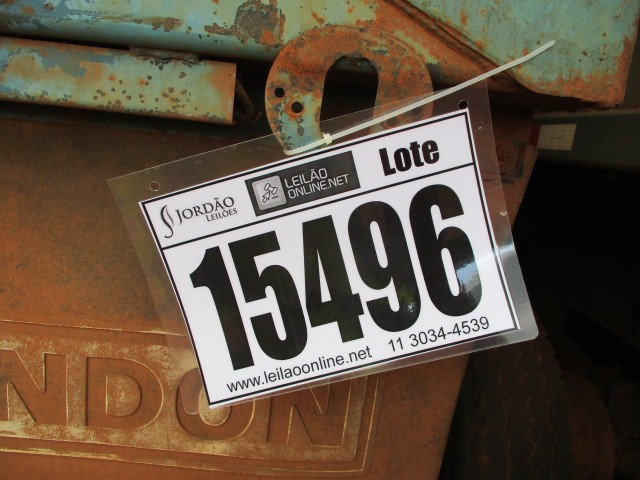 JORDÃO
LEILÕES
LEILÃO
ONLINE.NET
Lote
15496
www.leilaoonline.net 11 3034-4539
NDON